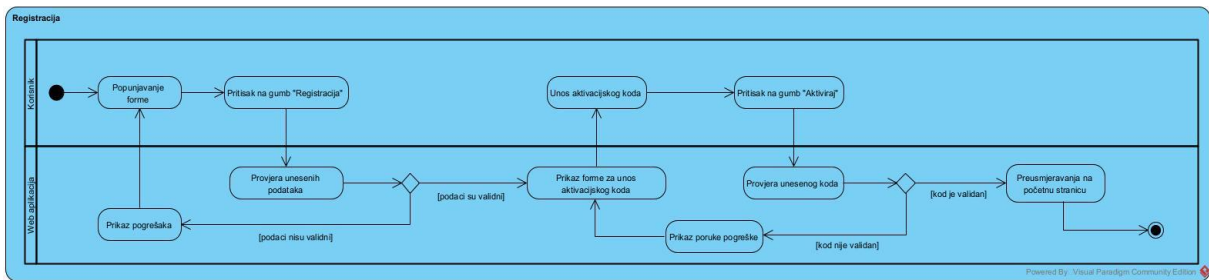 Registracija
Korisnik
Popunjavanje
forme
Pritisak na gumb "Registracija"
Unos aktivacijskog koda
Pritisak na gumb "Aktiviraj"
Web aplikacija
Provjera unesenih
podataka
[podaci su validni]
Prikaz forme za unos
aktivacijskog koda
Provjera unesenog koda
[kod je validan]
Preusmjeravanja na
početnu stranicu
Prikaz pogrešaka
[podaci nisu validni]
Prikaz poruke pogreške
[kod nije validan]
Powered By Visual Paradigm Community Edition